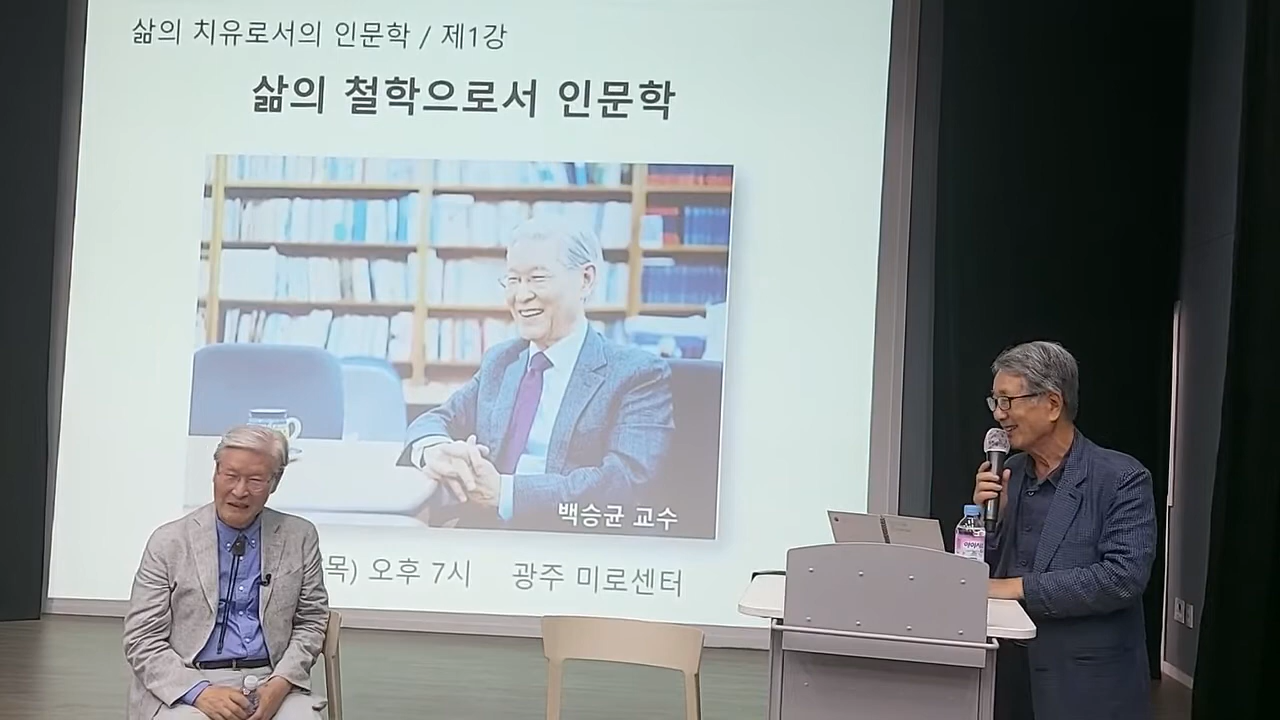 삶의 치유로서의 인문학 / 제1강
삶의 철학으로서 인문학
백승균 교수
목) 오후 7시 광주 미로센터